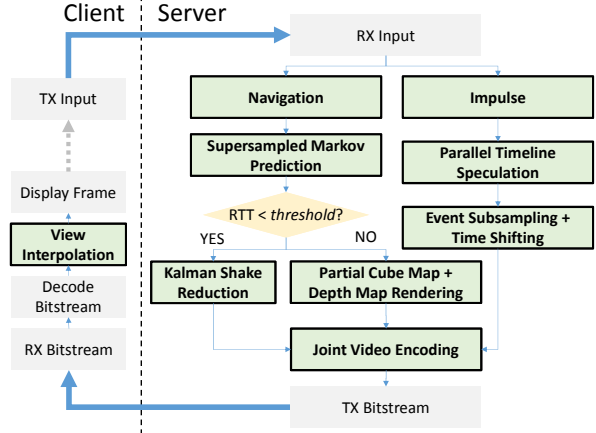 Client
Server
RX Input
TX Input
Navigation
Impulse
Supersampled Markov
Prediction
Parallel Timeline
Speculation
Display Frame
RTT < threshold?
Event Subsampling +
Time Shifting
View
Interpolation
YES
NO
Kalman Shake
Reduction
Partial Cube Map +
Depth Map Rendering
Decode
Bitstream
RX Bitstream
Joint Video Encoding
TX Bitstream